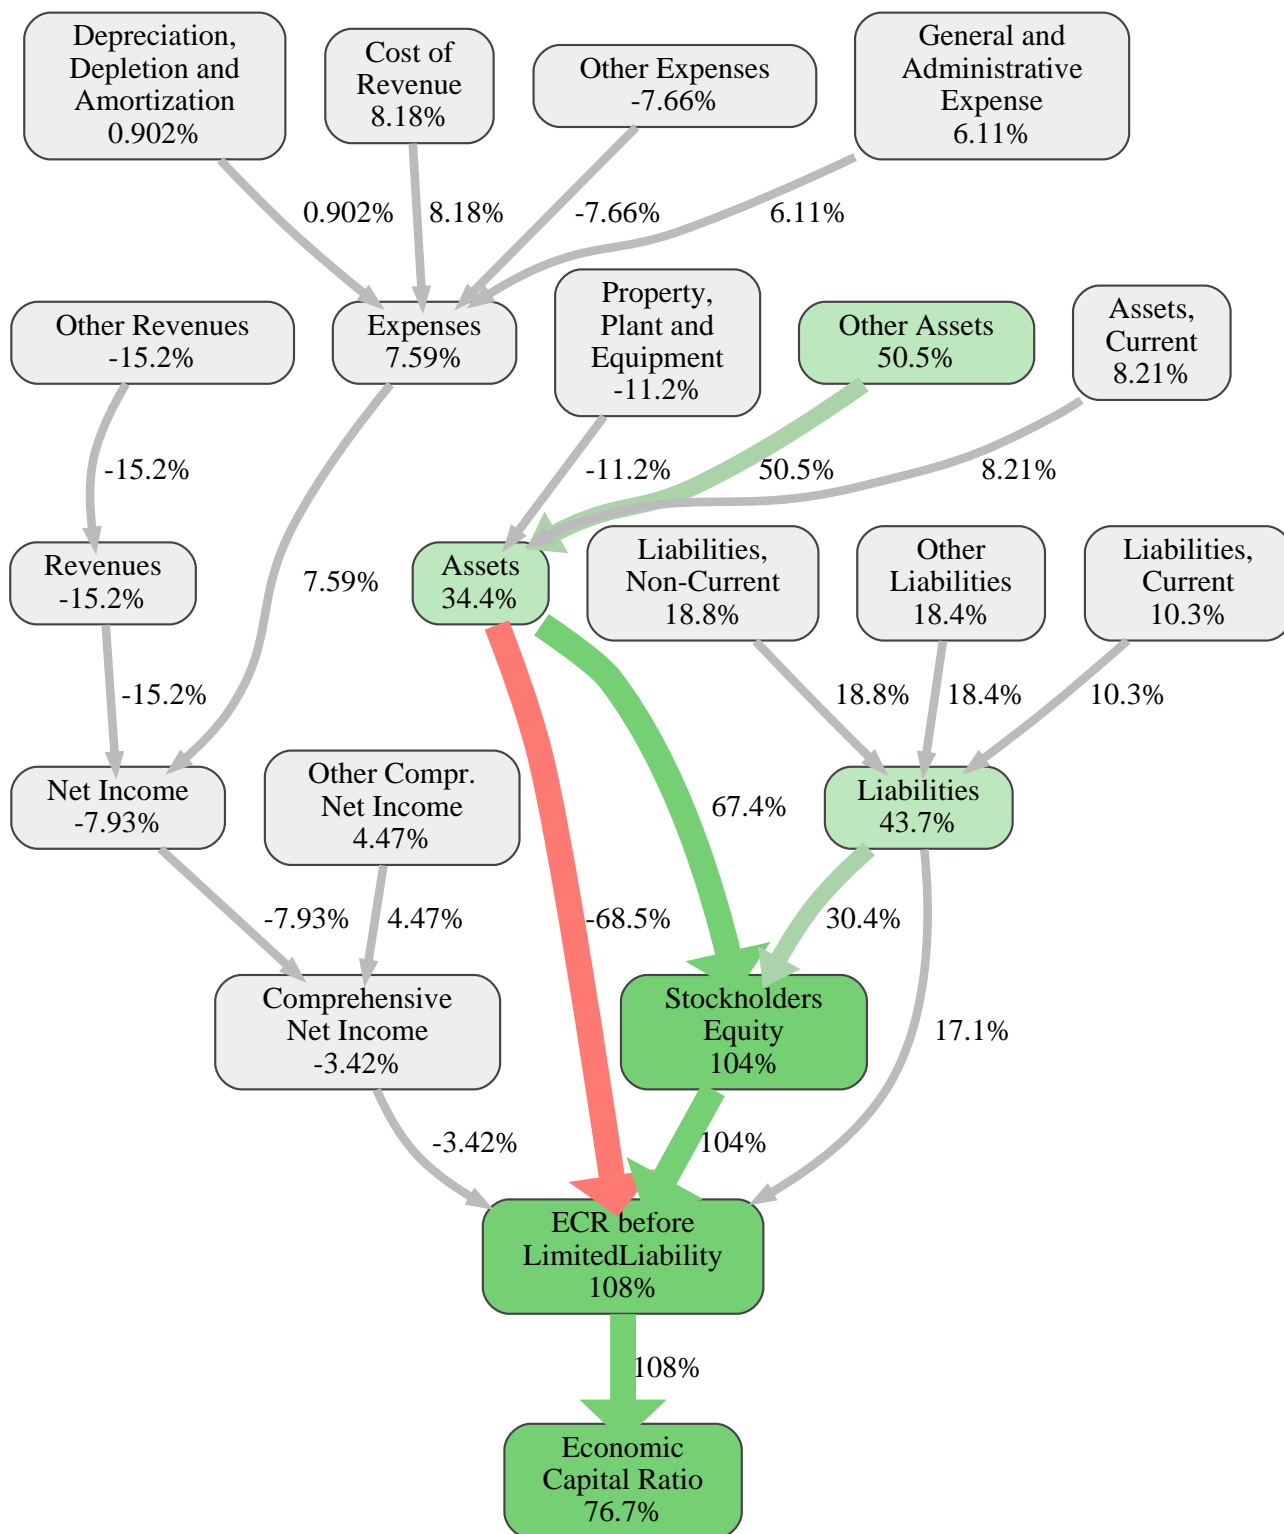 Depreciation,
Depletion and
Amortization
0.902%
Cost of
Revenue
8.18%
Other Expenses
-7.66%
General and
Administrative
Expense
6.11%
0.902%
8.18%
-7.66%
6.11%
Other Revenues
-15.2%
Expenses
7.59%
Property,
Plant and
Equipment
-11.2%
Other Assets
50.5%
Assets,
Current
8.21%
-15.2%
-11.2%
50.5%
8.21%
Revenues
-15.2%
7.59%
Assets
34.4%
Liabilities,
Non-Current
18.8%
Other
Liabilities
18.4%
Liabilities,
Current
10.3%
-15.2%
18.8%
18.4%
10.3%
Net Income
-7.93%
Other Compr.
Net Income
4.47%
67.4%
Liabilities
43.7%
-7.93%
4.47%
-68.5%
30.4%
Comprehensive
Net Income
-3.42%
Stockholders
Equity
104%
17.1%
-3.42%
104%
ECR before
LimitedLiability
108%
108%
Economic
Capital Ratio
76.7%